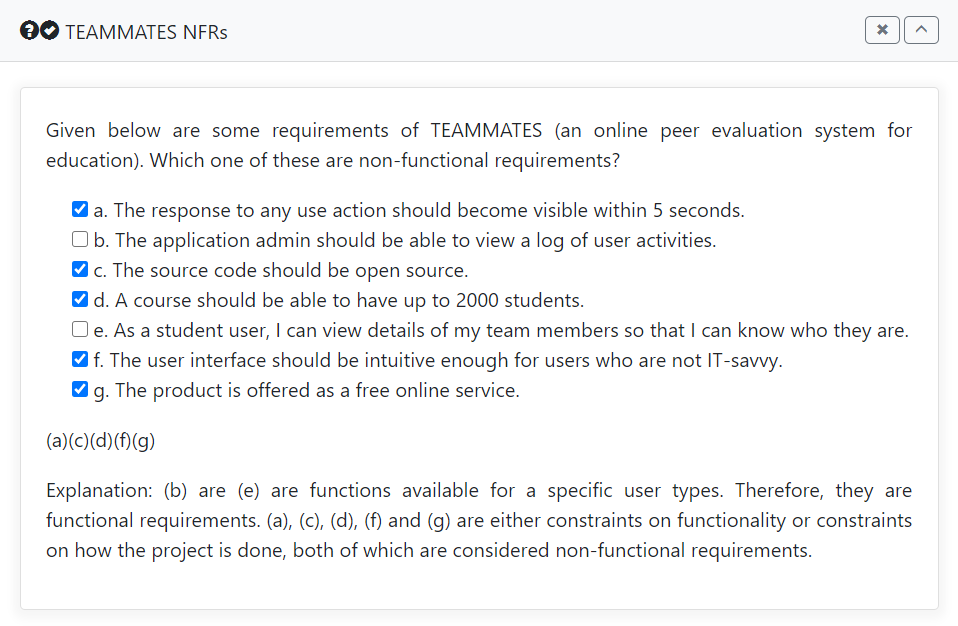 TEAMMATES NFRs
Given below are some requirements of TEAMMATES (an online peer evaluation system for
education). Which one of these are non-functional requirements?
a. The response to any use action should become visible within 5 seconds.
b. The application admin should be able to view a log of user activities.
c. The source code should be open source.
d. A course should be able to have up to 2000 students.
e. As a student user, I can view details of my team members so that I can know who they are.
f. The user interface should be intuitive enough for users who are not IT-savvy.
g. The product is offered as a free online service.
(a)(c)(d)(f)(g)
Explanation: (b) are (e) are functions available for a specific user types. Therefore, they are
functional requirements. (a), (c), (d), (f) and (g) are either constraints on functionality or constraints
on how the project is done, both of which are considered non-functional requirements.